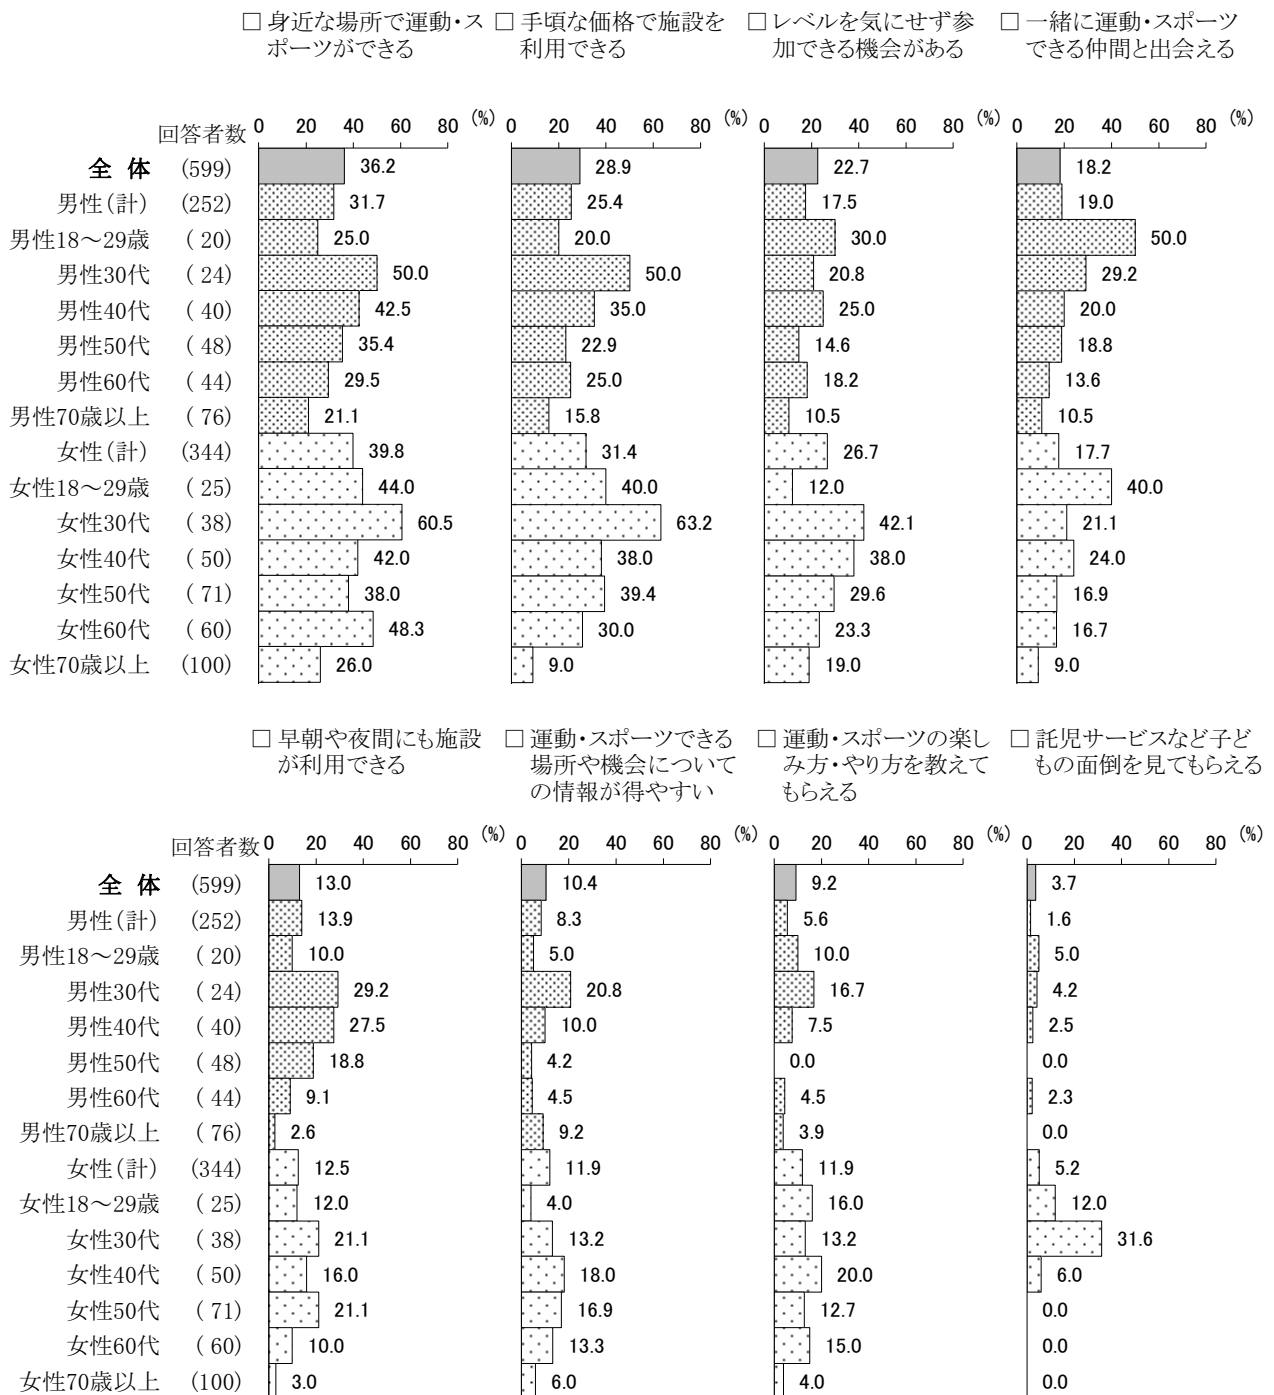 □ 身近な場所で運動・ス □ 手頃な価格で施設を □ レベルを気にせず参 □ 一緒に運動・スポーツ
ポーツができる 利用できる 加できる機会がある できる仲間と出会える
回答者数 0 20 40 60 80 (%) 0 20 40 60 80 (%) 0 20 40 60 80 (%) 0 20 40 60 80 (%)
全 体 (599) 36.2 28.9 22.7 18.2
男性(計) (252) 31.7 25.4 17.5 19.0
男性18～29歳 ( 20) 25.0 20.0 30.0 50.0
男性30代 ( 24) 50.0 50.0 20.8 29.2
男性40代 ( 40) 42.5 35.0 25.0 20.0
男性50代 ( 48) 35.4 22.9 14.6 18.8
男性60代 ( 44) 29.5 25.0 18.2 13.6
男性70歳以上 ( 76) 21.1 15.8 10.5 10.5
女性(計) (344) 39.8 31.4 26.7 17.7
女性18～29歳 ( 25) 44.0 40.0 12.0 40.0
女性30代 ( 38) 60.5 63.2 42.1 21.1
女性40代 ( 50) 42.0 38.0 38.0 24.0
女性50代 ( 71) 38.0 39.4 29.6 16.9
女性60代 ( 60) 48.3 30.0 23.3 16.7
女性70歳以上 (100) 26.0 9.0 19.0 9.0
□ 早朝や夜間にも施設 □ 運動・スポーツできる □ 運動・スポーツの楽し □ 託児サービスなど子ど
が利用できる 場所や機会について み方・やり方を教えて もの面倒を見てもらえる
の情報が得やすい もらえる
回答者数 0 20 40 60 80 (%) 0 20 40 60 80 (%) 0 20 40 60 80 (%) 0 20 40 60 80 (%)
全 体 (599) 13.0 10.4 9.2 3.7
男性(計) (252) 13.9 8.3 5.6 1.6
男性18～29歳 ( 20) 10.0 5.0 10.0 5.0
男性30代 ( 24) 29.2 20.8 16.7 4.2
男性40代 ( 40) 27.5 10.0 7.5 2.5
男性50代 ( 48) 18.8 4.2 0.0 0.0
男性60代 ( 44) 9.1 4.5 4.5 2.3
男性70歳以上 ( 76) 2.6 9.2 3.9 0.0
女性(計) (344) 12.5 11.9 11.9 5.2
女性18～29歳 ( 25) 12.0 4.0 16.0 12.0
女性30代 ( 38) 21.1 13.2 13.2 31.6
女性40代 ( 50) 16.0 18.0 20.0 6.0
女性50代 ( 71) 21.1 16.9 12.7 0.0
女性60代 ( 60) 10.0 13.3 15.0 0.0
女性70歳以上 (100) 3.0 6.0 4.0 0.0